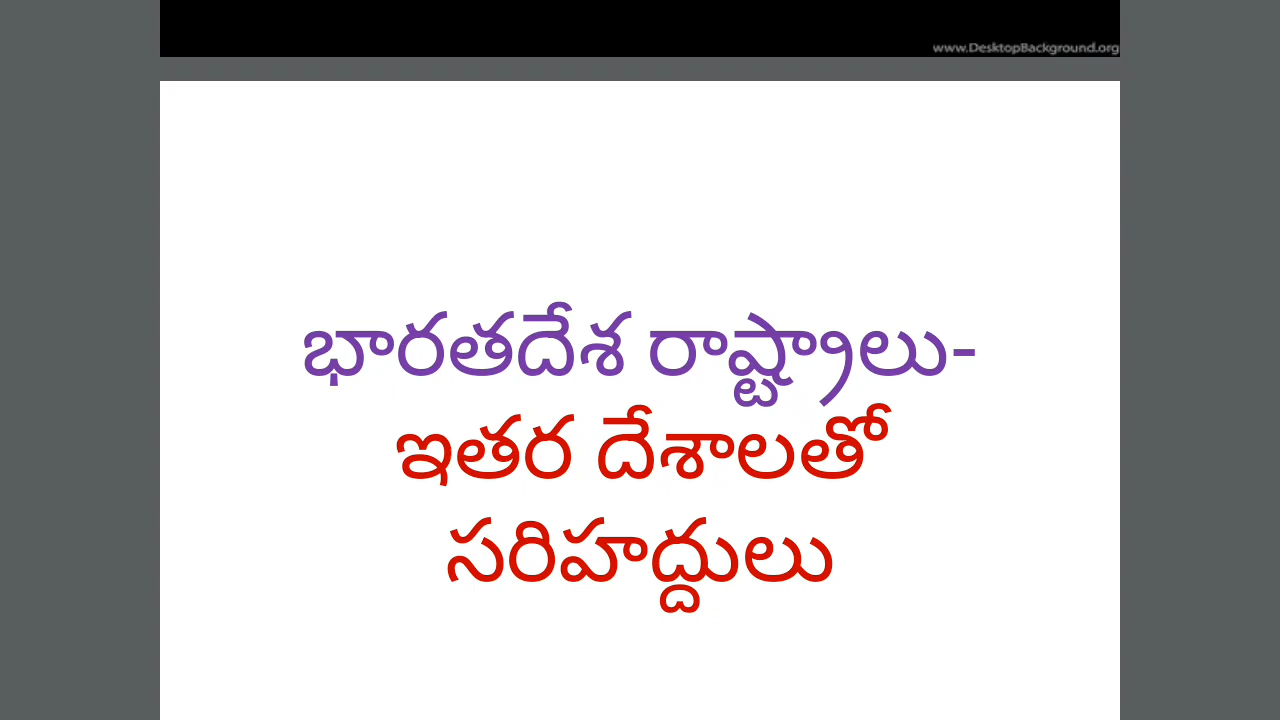 www.DesktopBackground.org
భారతదేశ రాష్ట్రాలు-
ఇతర దేశాలతో
సరిహద్దులు